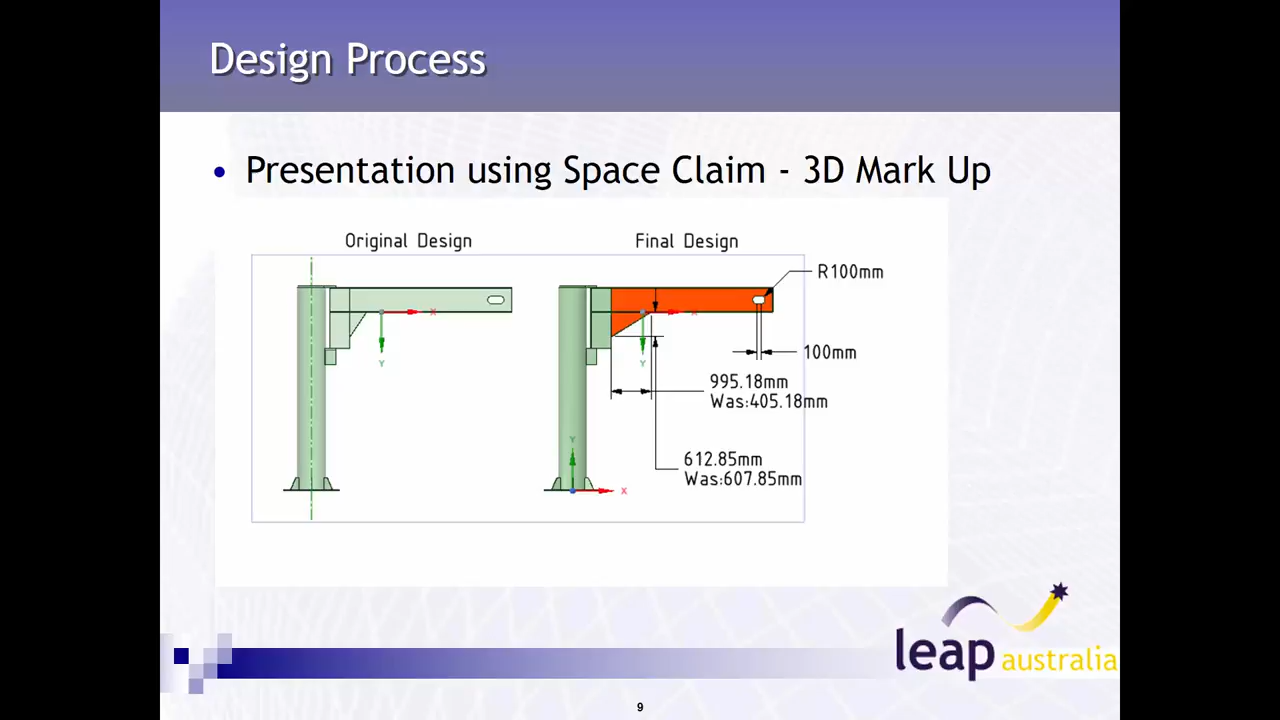 Design Process
• Presentation using Space Claim - 3D Mark Up
Original Design
Final Design
R100mm
X
X
Y
Y
100mm
995.18mm
Was:405.18mm
Y
612.85mm
Was:607.85mm
X
leap australia
9